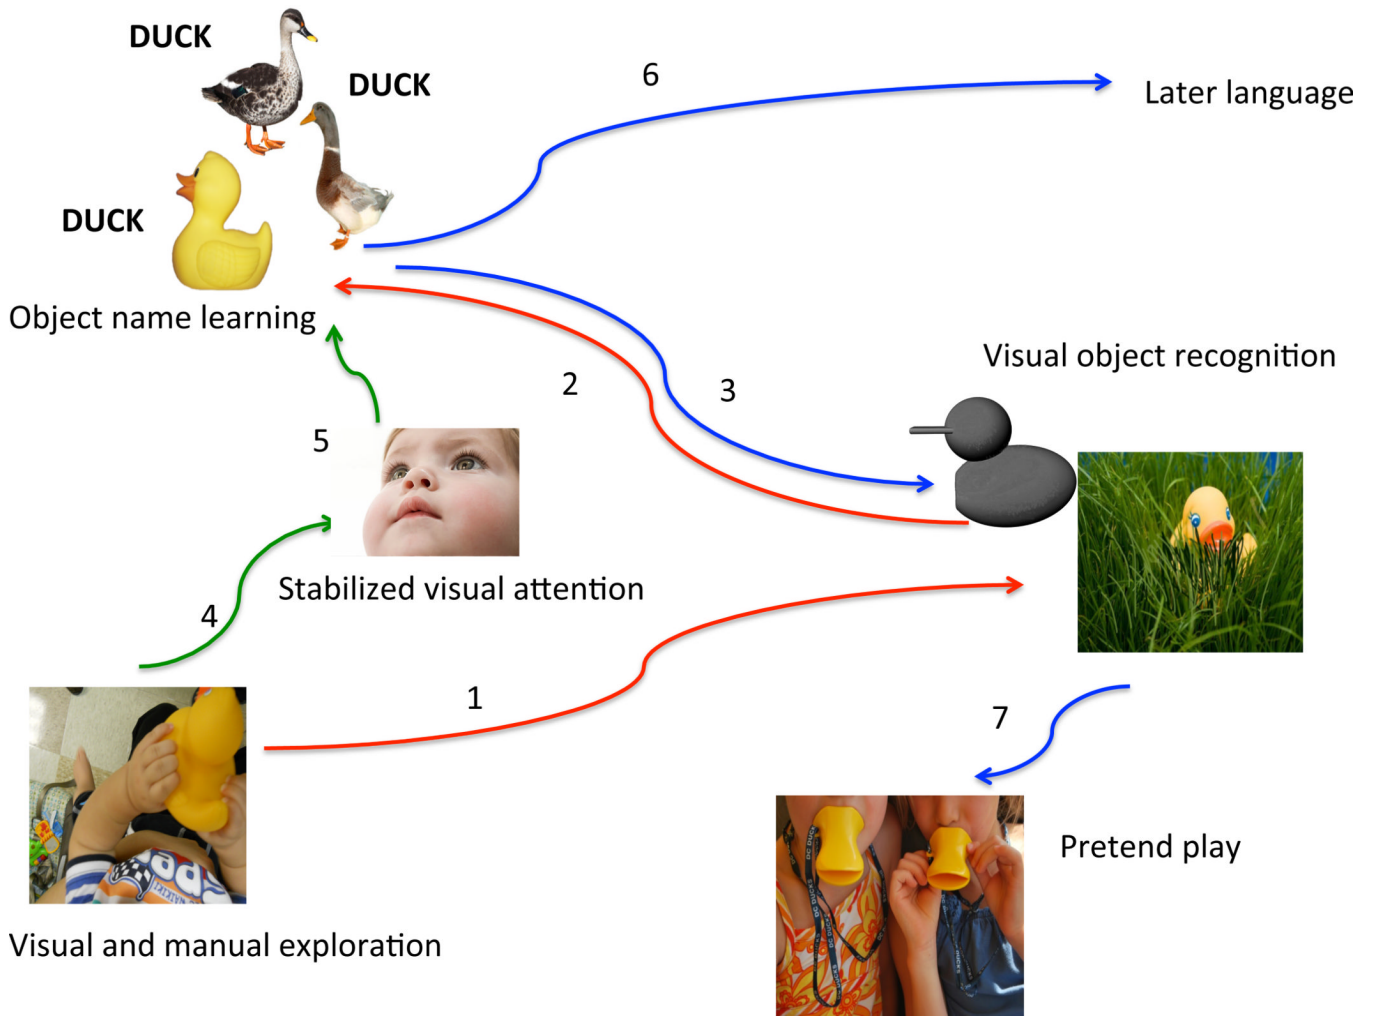 DUCK
6
DUCK
Later language
DUCK
Object name learning
Visual object recognition
2
3
5
Stabilized visual attention
4
1
7
Pretend play
Visual and manual exploration